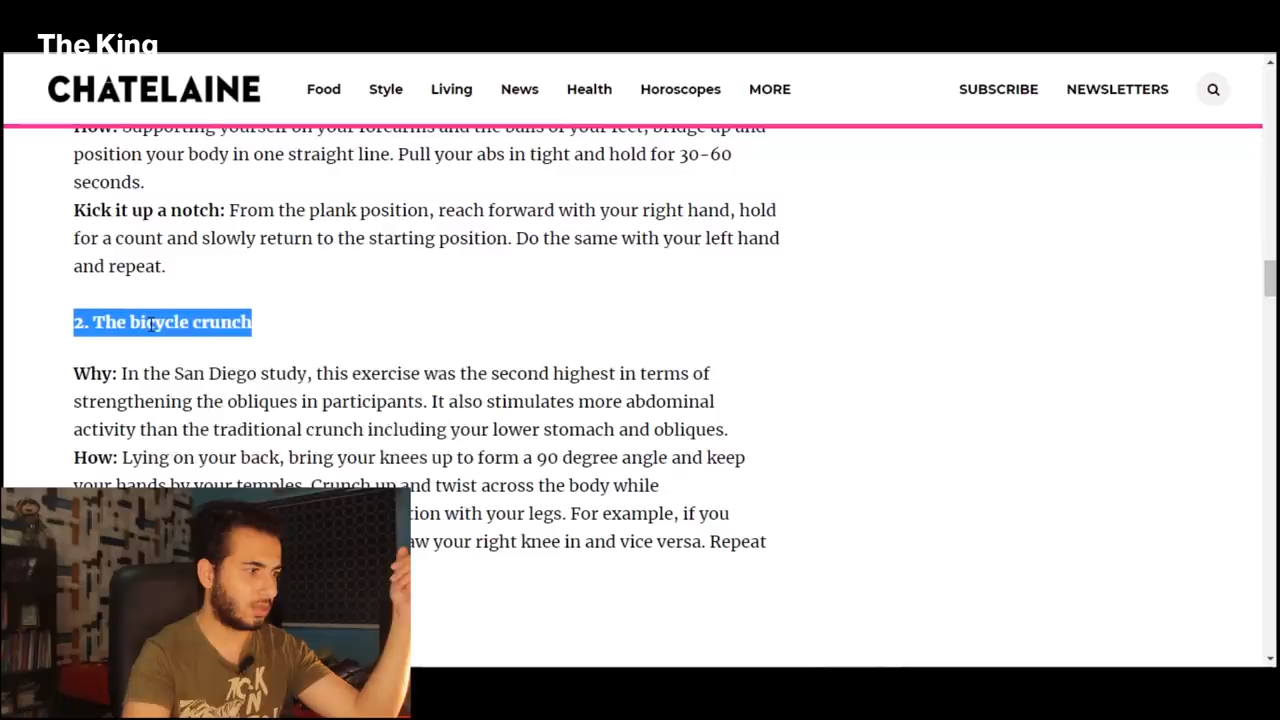 The King
CHATELAINE
Food Style Living News Health Horoscopes MORE SUBSCRIBE NEWSLETTERS
How: Supporting yourself on your forearms and the balls of your feet, bridge up and
position your body in one straight line. Pull your abs in tight and hold for 30-60
seconds.
Kick it up a notch: From the plank position, reach forward with your right hand, hold
for a count and slowly return to the starting position. Do the same with your left hand
and repeat.
2. The bicycle crunch
Why: In the San Diego study, this exercise was the second highest in terms of
strengthening the obliques in participants. It also stimulates more abdominal
activity than the traditional crunch including your lower stomach and obliques.
How: Lying on your back, bring your knees up to form a 90 degree angle and keep
your hands by your temples. Crunch up and twist across the body while
tion with your legs. For example, if you
aw your right knee in and vice versa. Repeat